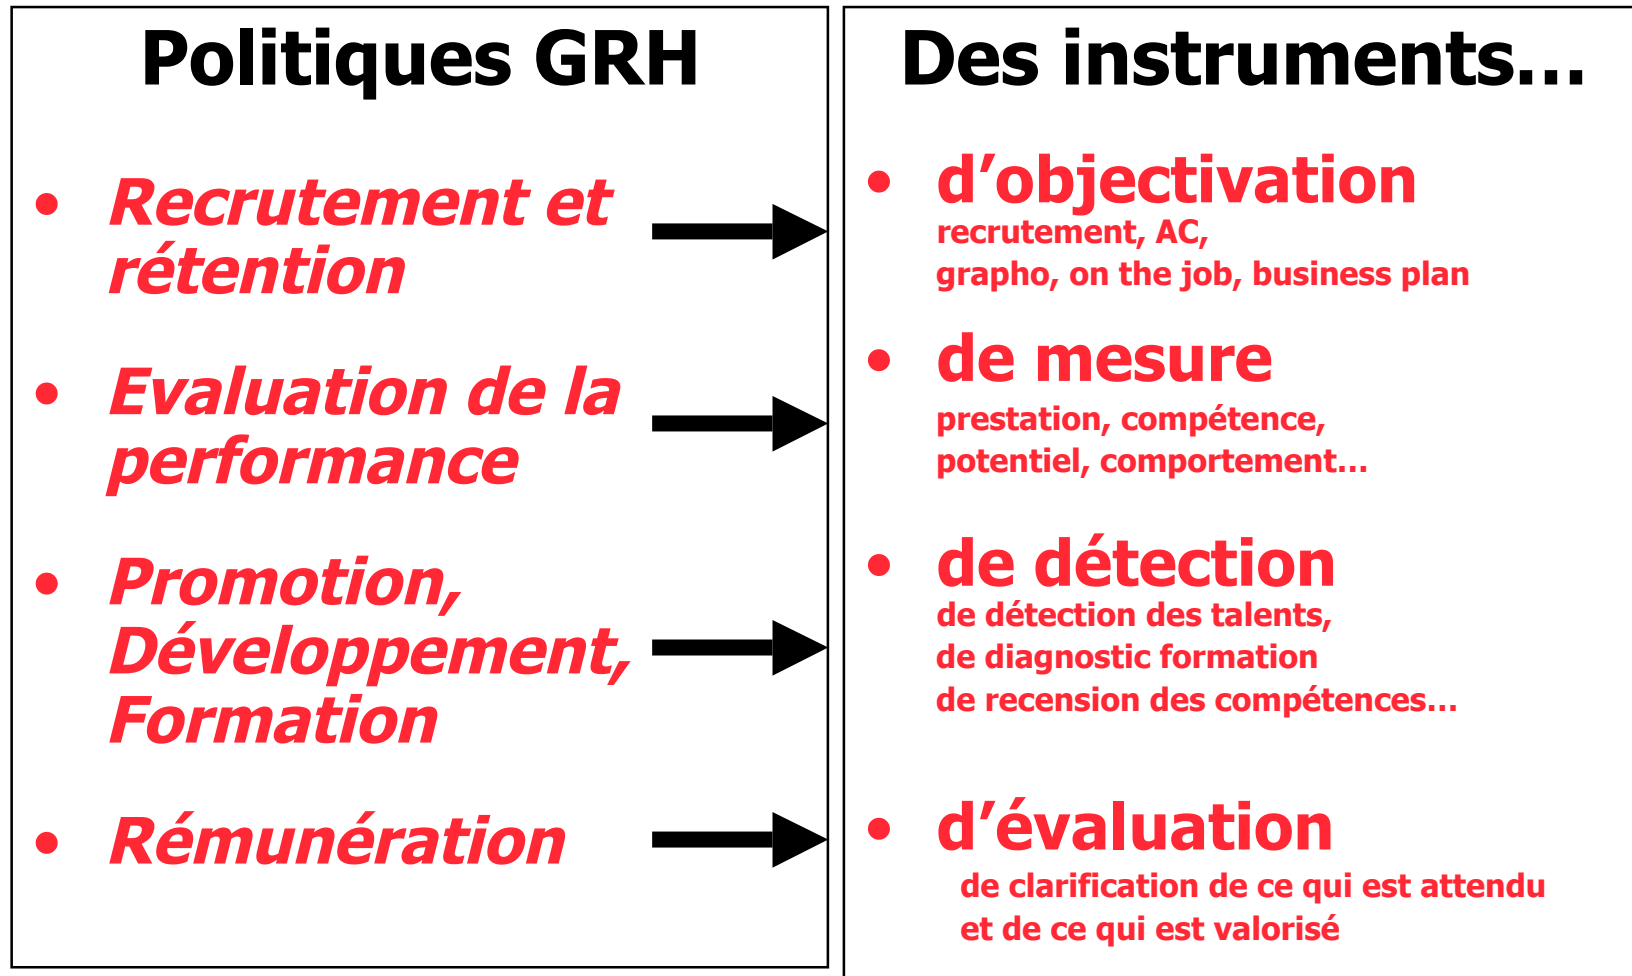 Politiques GRH
• Recrutement et
rétention
• Evaluation de la
performance
• Promotion,
Développement,
Formation
• Rémunération
Des instruments...
• d’objectivation
recrutement, AC,
grapho, on the job, business plan
• de mesure
prestation, compétence,
potentiel, comportement...
• de détection
de détection des talents,
de diagnostic formation
de recension des compétences...
• d’évaluation
de clarification de ce qui est attendu
et de ce qui est valorisé